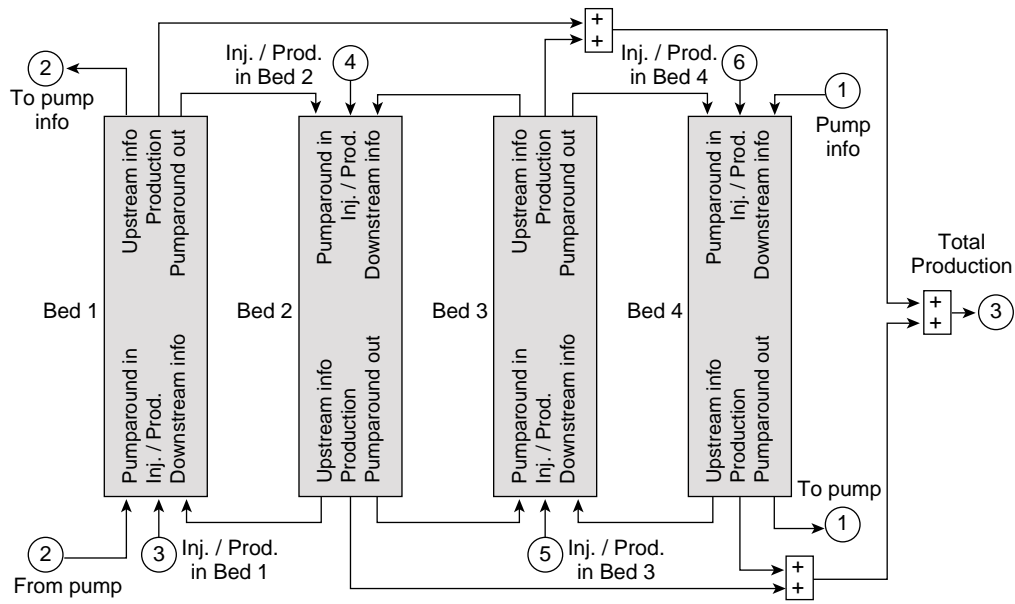 +
+
2
To pump
info
Inj. / Prod.
in Bed 2
4
Inj. / Prod.
in Bed 4
6
1
Pump
info
Upstream info
Production
Pumparound out
Pumparound in
Inj. / Prod.
Downstream info
Upstream info
Production
Pumparound out
Pumparound in
Inj. / Prod.
Downstream info
Bed 1
Bed 2
Bed 3
Bed 4
Total
Production
+
+
3
Pumparound in
Inj. / Prod.
Downstream info
Upstream info
Production
Pumparound out
Pumparound in
Inj. / Prod.
Downstream info
Upstream info
Production
Pumparound out
To pump
1
2
From pump
3
Inj. / Prod.
in Bed 1
5
Inj. / Prod.
in Bed 3
+
+